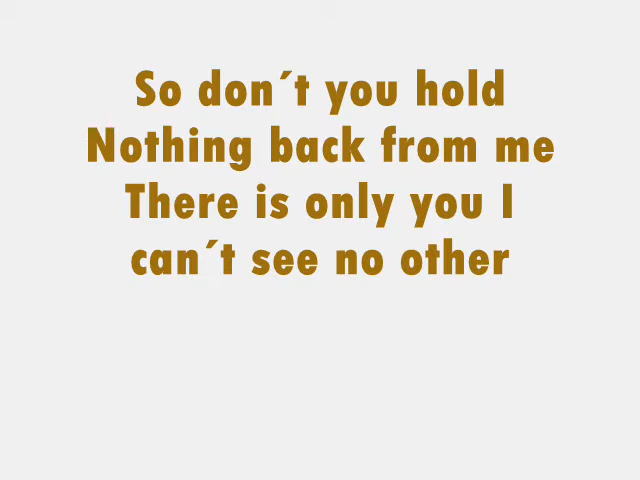 So don´t you hold
Nothing back from me
There is only you I
can´t see no other